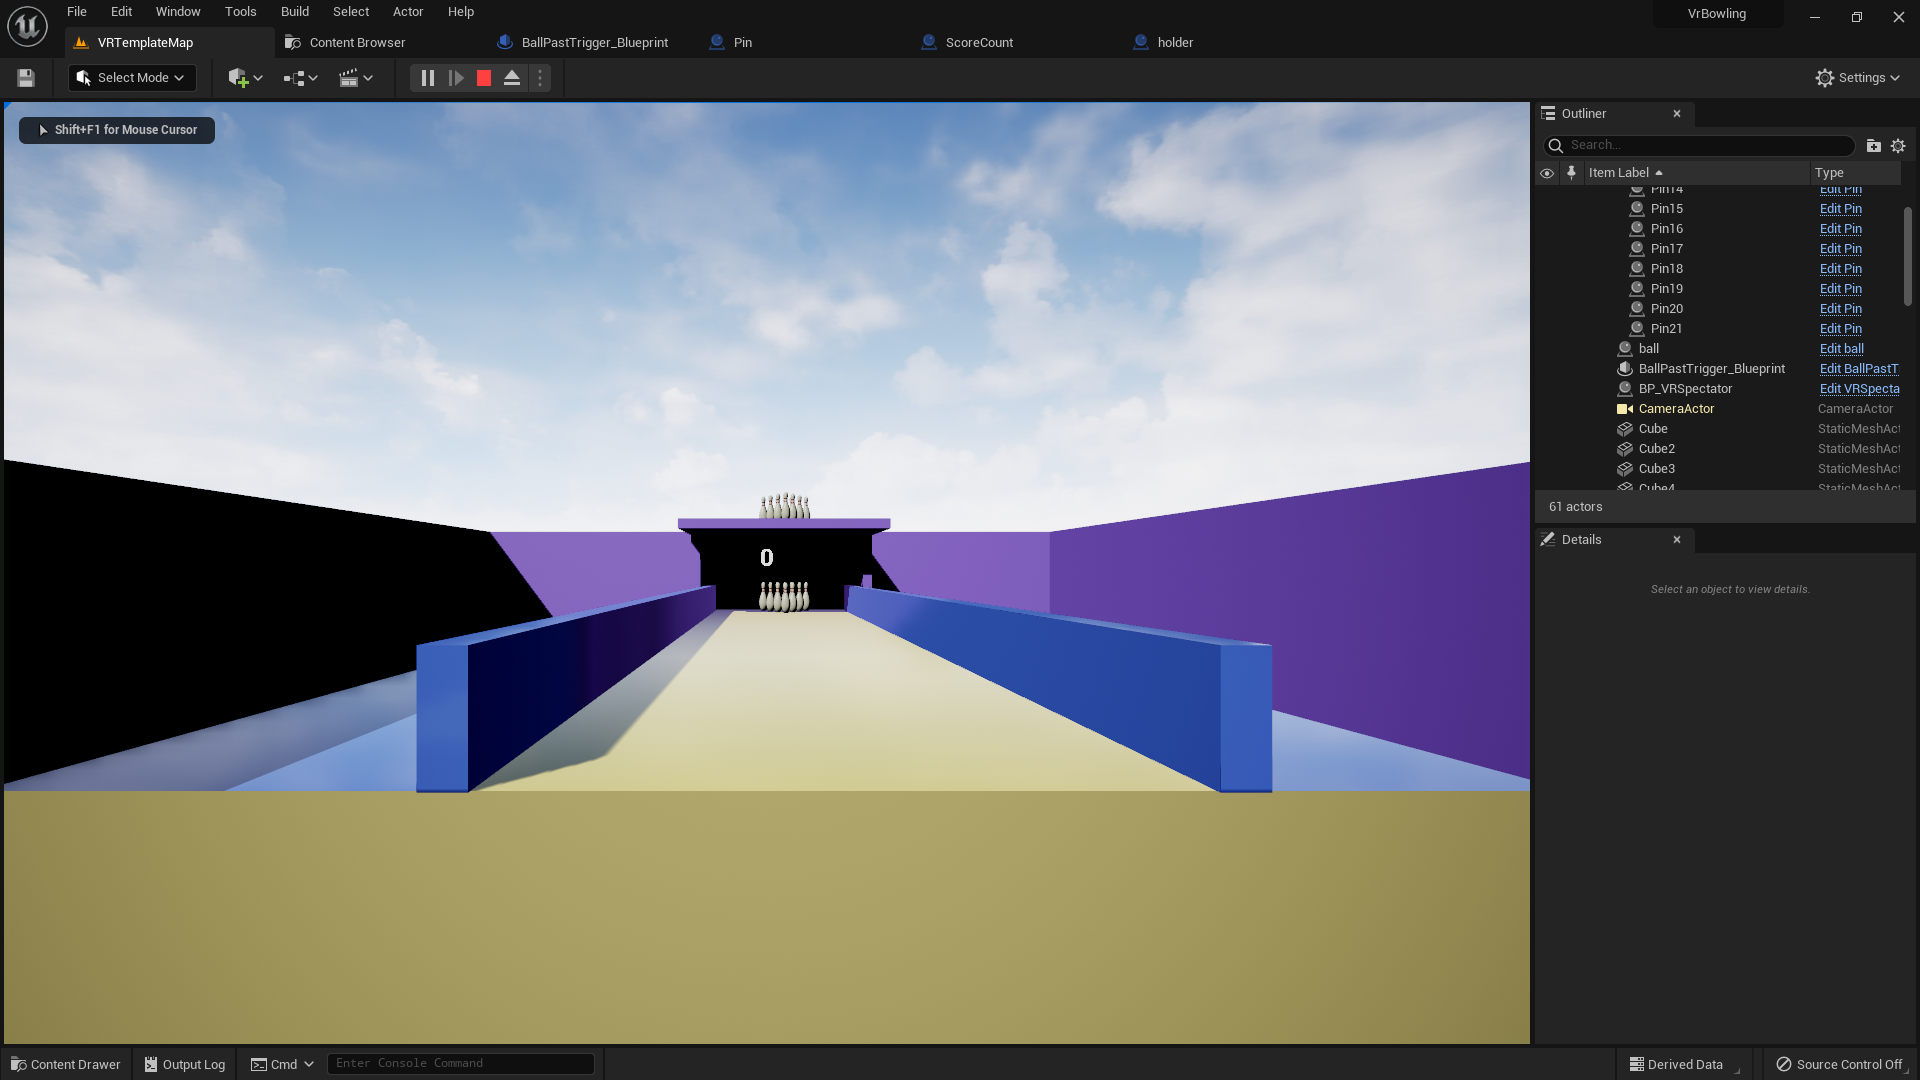 File Edit Window Tools Build Select Actor Help
VrBowling
VRTemplateMap
Content Browser
BallPastTrigger_Blueprint
Pin
ScoreCount
holder
Select Mode
Settings
Shift+F1 for Mouse Cursor
0
Outliner
Search...
Item Label Type
Pin14 Edit Pin
Pin15 Edit Pin
Pin16 Edit Pin
Pin17 Edit Pin
Pin18 Edit Pin
Pin19 Edit Pin
Pin20 Edit Pin
Pin21 Edit Pin
ball Edit ball
BallPastTrigger_Blueprint Edit BallPastT
BP_VRSpectator Edit VRSpecta
CameraActor CameraActor
Cube StaticMeshAct
Cube2 StaticMeshAct
Cube3 StaticMeshAct
Cube4 StaticMeshAct
61 actors
Details
Select an object to view details.
Content Drawer
Output Log
Cmd
Enter Console Command
Derived Data
Source Control Off